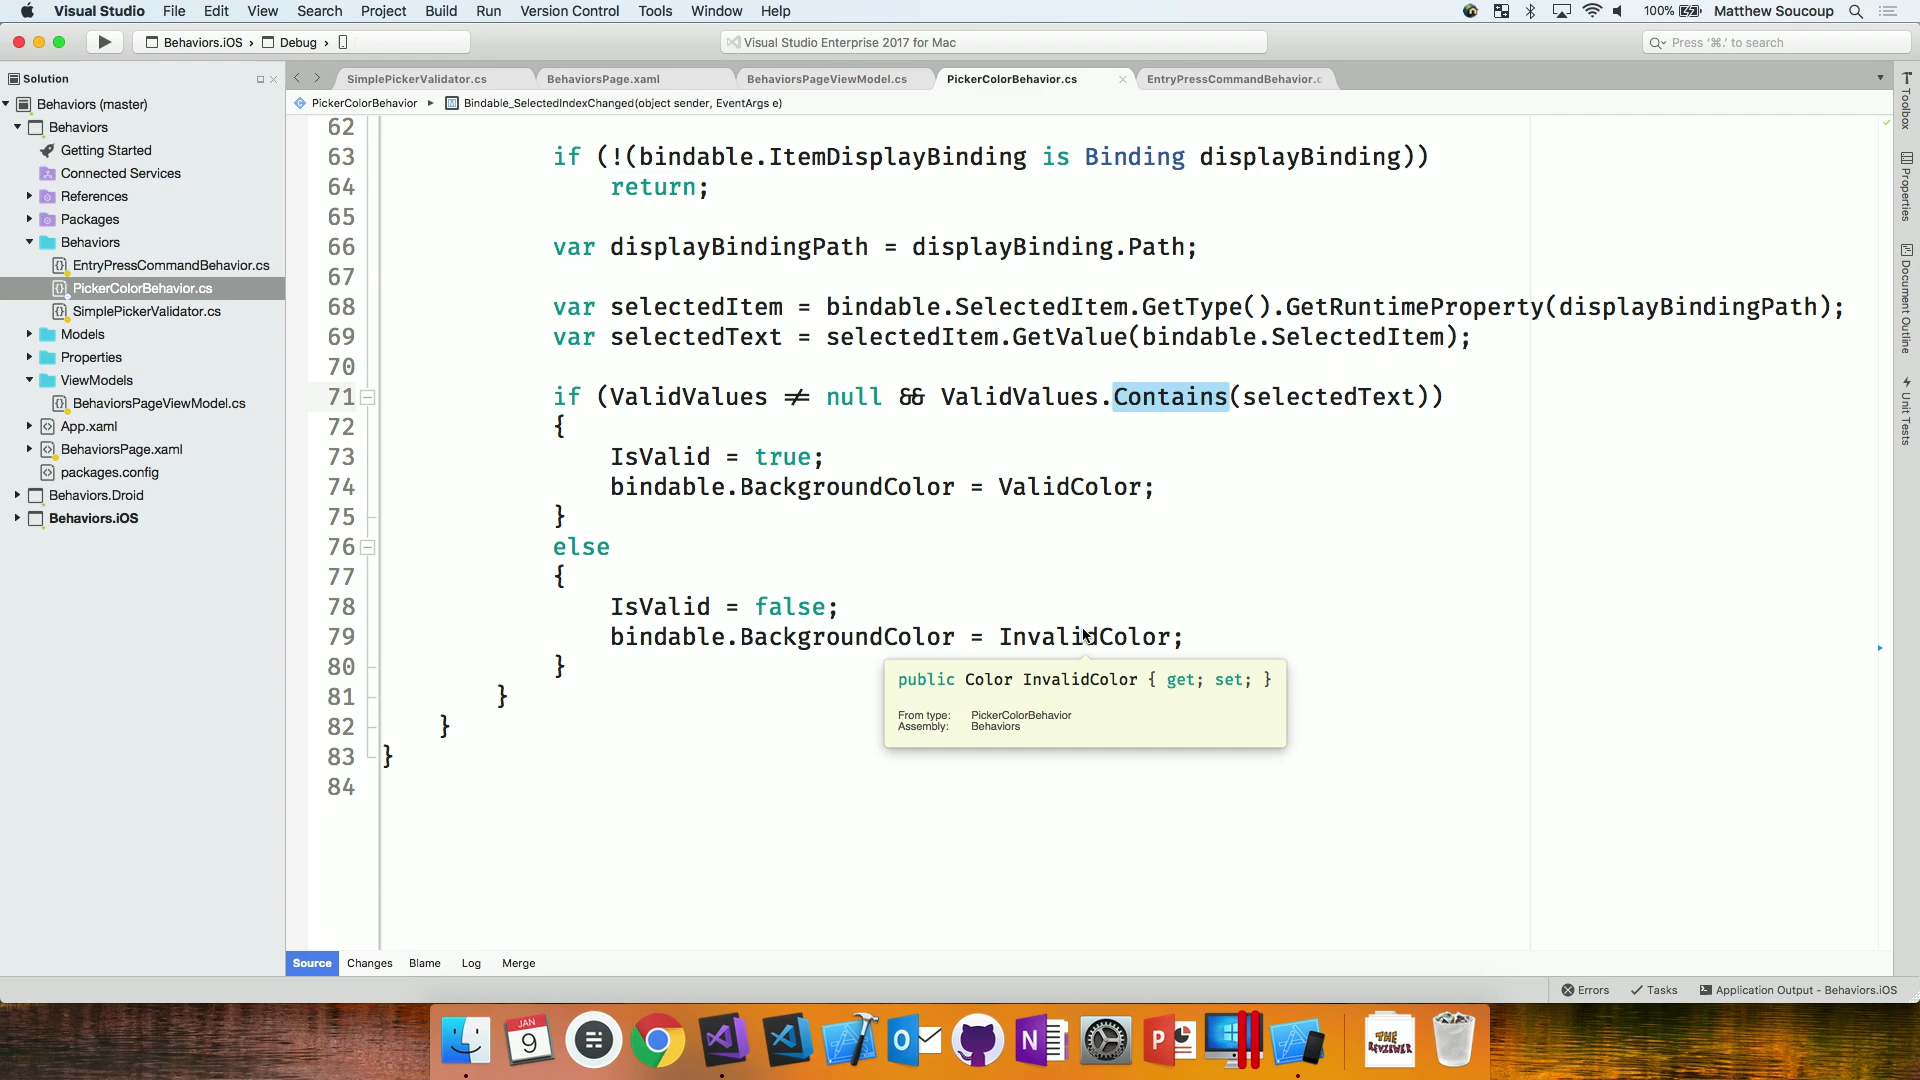 Visual Studio File Edit View Search Project Build Run Version Control Tools Window Help 100% Matthew Soucoup
Behaviors.iOS › Debug › Visual Studio Enterprise 2017 for Mac Press '⌘.' to search
Solution SimplePickerValidator.cs BehaviorsPage.xaml BehaviorsPageViewModel.cs PickerColorBehavior.cs EntryPressCommandBehavior.c
PickerColorBehavior Bindable_SelectedIndexChanged(object sender, EventArgs e)
Behaviors (master)
Behaviors
Getting Started
Connected Services
References
Packages
Behaviors
EntryPressCommandBehavior.cs
PickerColorBehavior.cs
SimplePickerValidator.cs
Models
Properties
ViewModels
BehaviorsPageViewModel.cs
App.xaml
BehaviorsPage.xaml
packages.config
Behaviors.Droid
Behaviors.iOS
62
63 if (!(bindable.ItemDisplayBinding is Binding displayBinding))
64 return;
65
66 var displayBindingPath = displayBinding.Path;
67
68 var selectedItem = bindable.SelectedItem.GetType().GetRuntimeProperty(displayBindingPath);
69 var selectedText = selectedItem.GetValue(bindable.SelectedItem);
70
71 if (ValidValues ≠ null && ValidValues.Contains(selectedText))
72 {
73 IsValid = true;
74 bindable.BackgroundColor = ValidColor;
75 }
76 else
77 {
78 IsValid = false;
79 bindable.BackgroundColor = InvalidColor;
80 }
81 }
82 }
83 }
84
public Color InvalidColor { get; set; }
From type: PickerColorBehavior
Assembly: Behaviors
Toolbox
Properties
Document Outline
Unit Tests
Source Changes Blame Log Merge
Errors Tasks Application Output - Behaviors.iOS
JAN
9
N
P
THE
REVIEWER